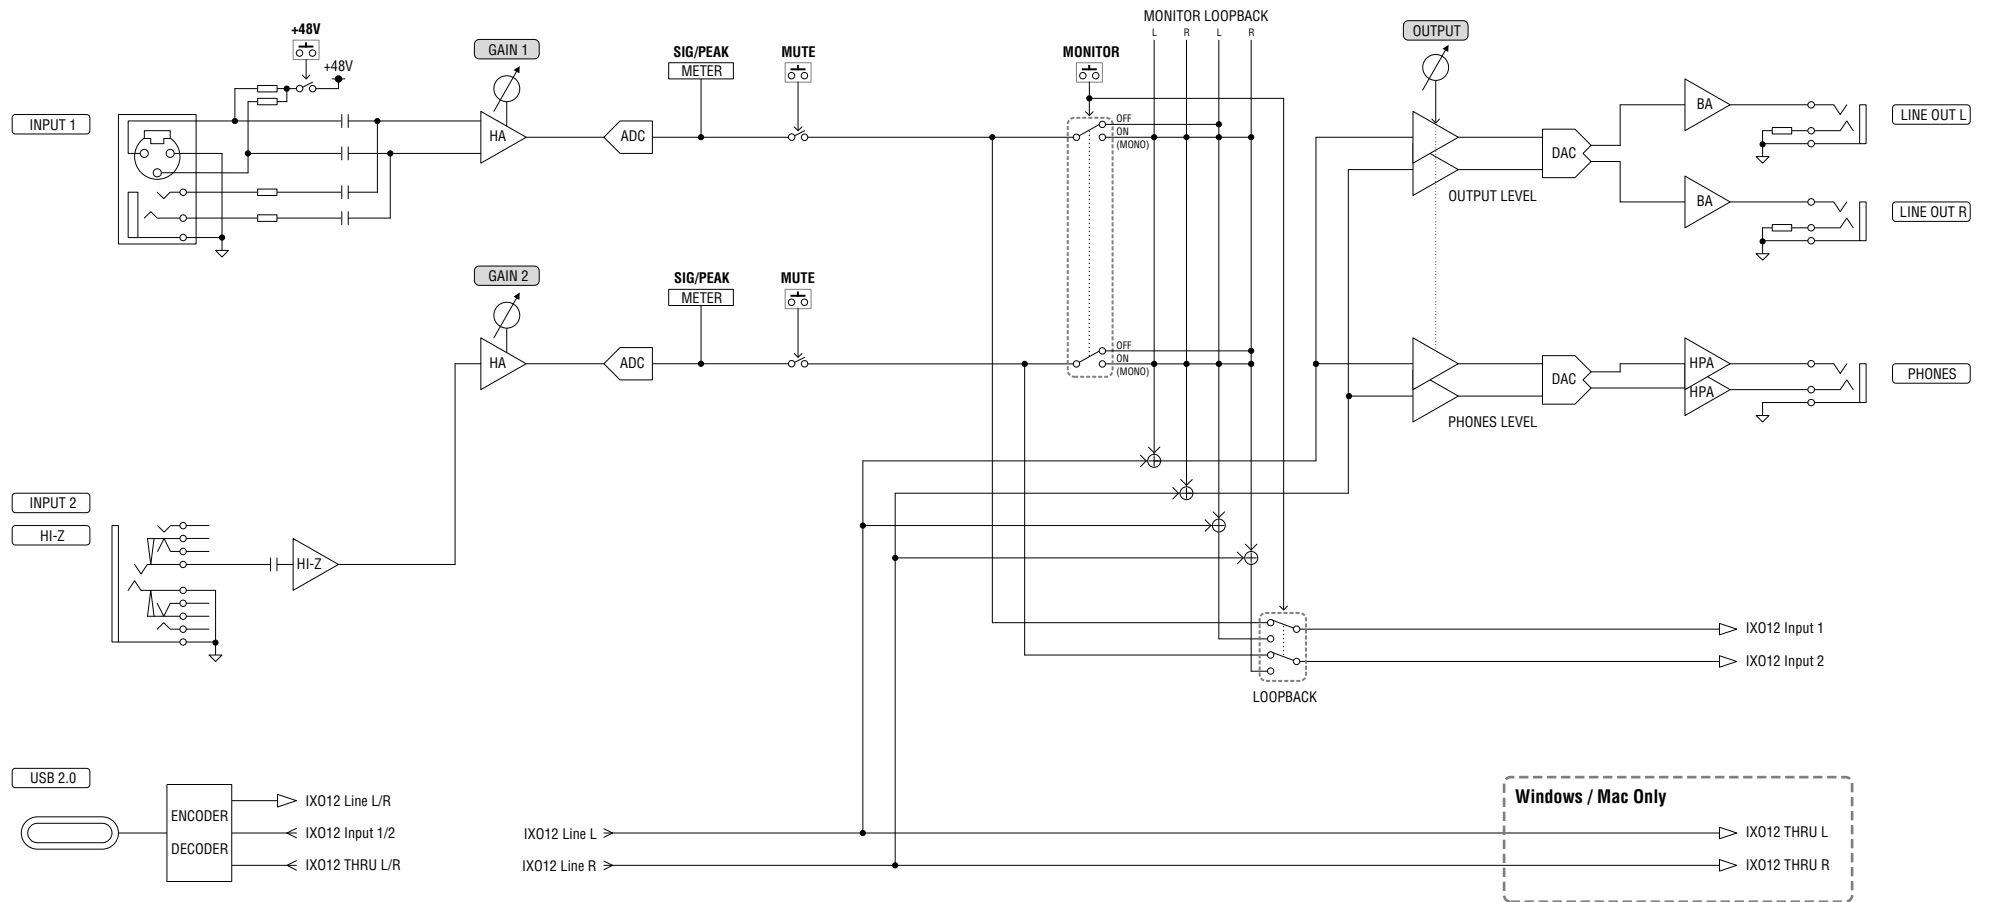 MONITOR LOOPBACK
L R L R
+48V
+48V
GAIN 1
SIG/PEAK
METER
MUTE
MONITOR
OUTPUT
INPUT 1
HA
ADC
OFF
ON
(MONO)
OUTPUT LEVEL
DAC
BA
LINE OUT L
BA
LINE OUT R
GAIN 2
SIG/PEAK
METER
MUTE
HA
ADC
OFF
ON
(MONO)
PHONES LEVEL
DAC
HPA
HPA
PHONES
INPUT 2
HI-Z
HI-Z
IXO12 Input 1
IXO12 Input 2
LOOPBACK
USB 2.0
ENCODER
DECODER
IXO12 Line L/R
IXO12 Input 1/2
IXO12 THRU L/R
IXO12 Line L
IXO12 Line R
Windows / Mac Only
IXO12 THRU L
IXO12 THRU R